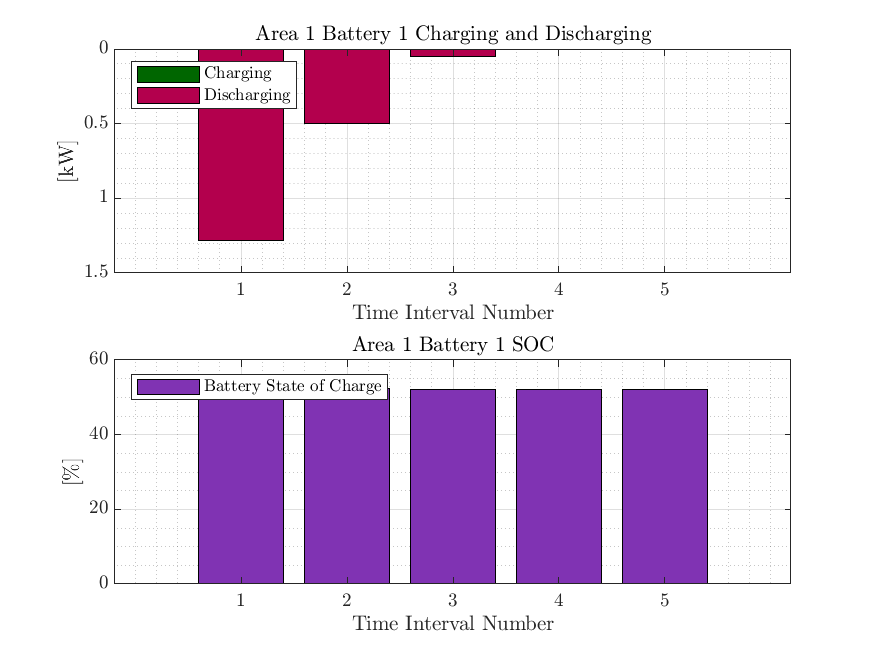 Area 1 Battery 1 Charging and Discharging
0
0.5
1
1.5
[kW]
Charging
Discharging
1 2 3 4 5
Time Interval Number
Area 1 Battery 1 SOC
60
40
20
0
[%]
Battery State of Charge
1 2 3 4 5
Time Interval Number